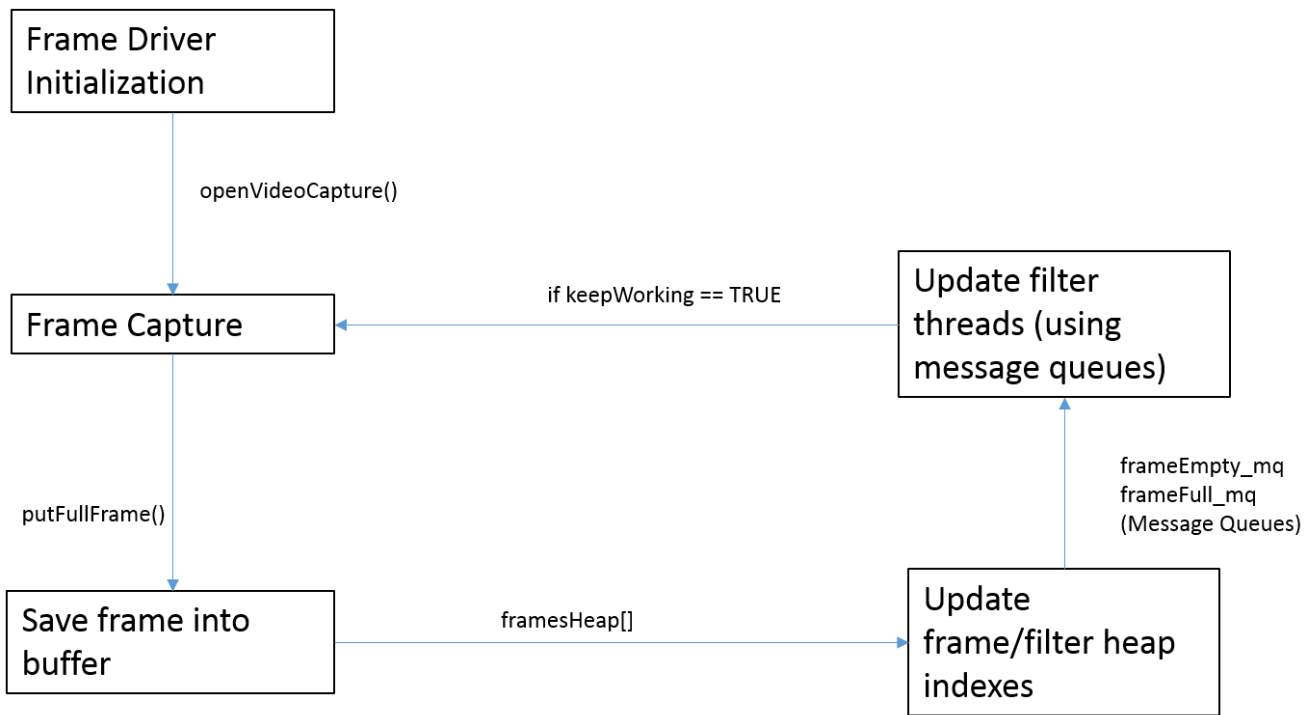 Frame Driver
Initialization
openVideoCapture()
Frame Capture
if keepWorking == TRUE
Update filter
threads (using
message queues)
putFullFrame()
frameEmpty_mq
frameFull_mq
(Message Queues)
Save frame into
buffer
framesHeap[]
Update
frame/filter heap
indexes